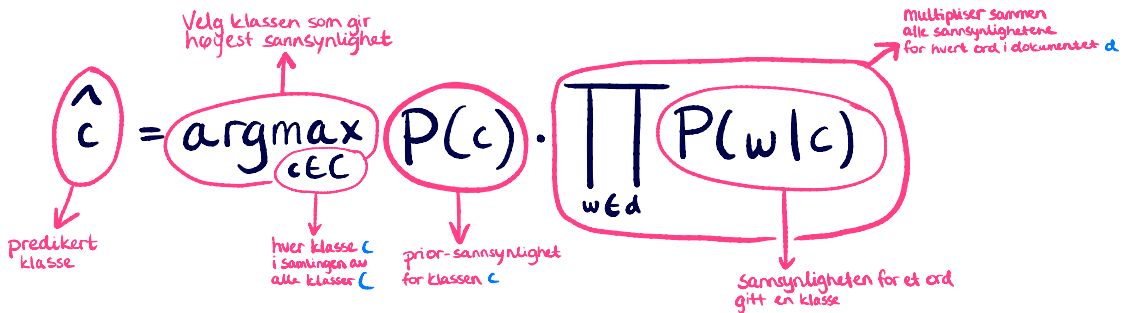 Velg klassen som gir
høyest sannsynlighet
multipliser sammen
alle sannsynlighetene
for hvert ord i dokumentet d
ĉ = argmax P(c) · ∏ P(w|c)
c∈C
w∈d
predikert
klasse
hver klasse c
i samlingen av
alle klasser C
prior-sannsynlighet
for klassen c
Sannsynligheten for et ord
gitt en klasse